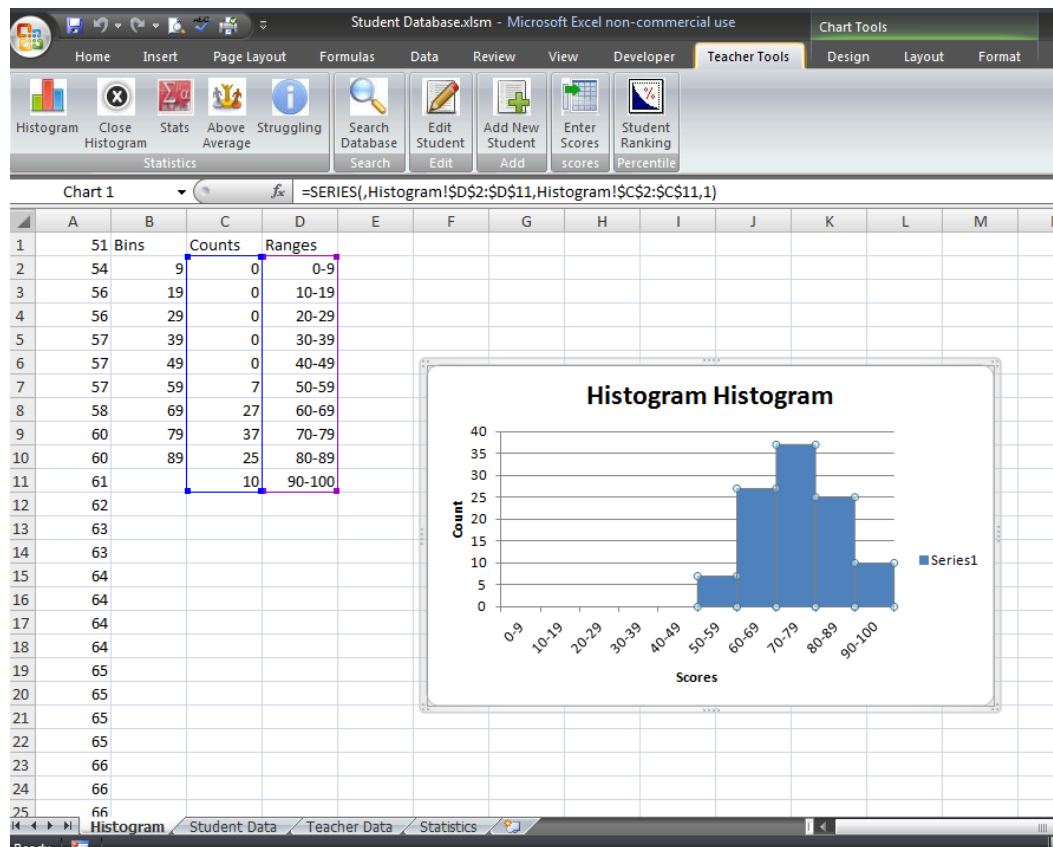 Student Database.xlsm - Microsoft Excel non-commercial use
Chart Tools
Home Insert Page Layout Formulas Data Review View Developer Teacher Tools Design Layout Format
Histogram Close Histogram Stats Above Average Struggling Search Database Edit Student Add New Student Enter Scores Student Ranking
Statistics Search Edit Add scores Percentile
Chart 1 fx =SERIES(,Histogram!$D$2:$D$11,Histogram!$C$2:$C$11,1)
A B C D E F G H I J K L M
1 51 Bins Counts Ranges
2 54 9 0 0-9
3 56 19 0 10-19
4 56 29 0 20-29
5 57 39 0 30-39
6 57 49 0 40-49
7 57 59 7 50-59
8 58 69 27 60-69
9 60 79 37 70-79
10 60 89 25 80-89
11 61 10 90-100
12 62
13 63
14 63
15 64
16 64
17 64
18 64
19 65
20 65
21 65
22 65
23 66
24 66
25 66
Histogram Histogram
40
35
30
25
20
15
10
5
0
Count
0-9 10-19 20-29 30-39 40-49 50-59 60-69 70-79 80-89 90-100
Scores
Series1
Histogram Student Data Teacher Data Statistics
Ready